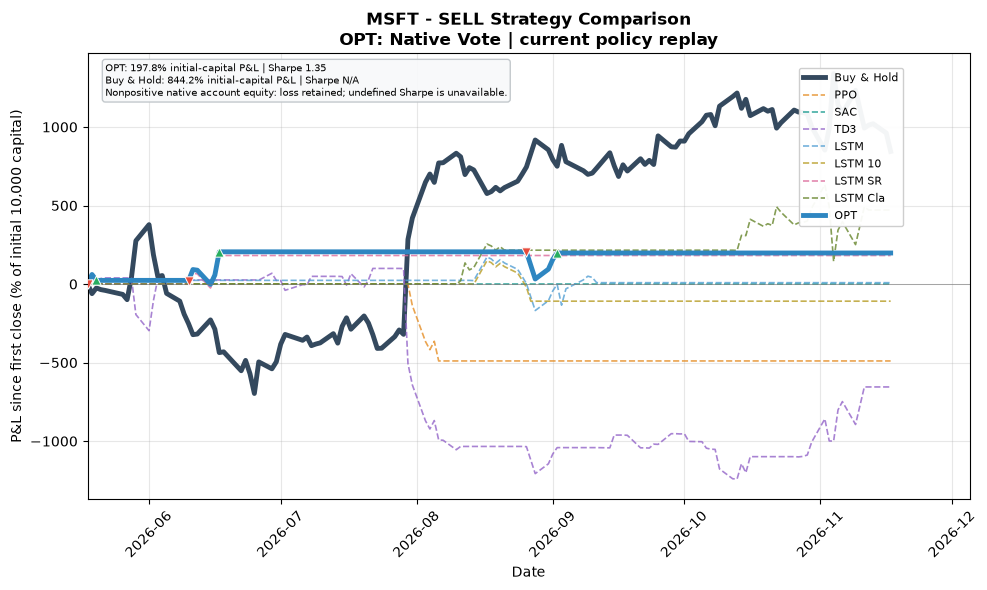 MSFT - SELL Strategy Comparison
OPT: Native Vote | current policy replay
OPT: 197.8% initial-capital P&L | Sharpe 1.35
Buy & Hold: 844.2% initial-capital P&L | Sharpe N/A
Nonpositive native account equity: loss retained; undefined Sharpe is unavailable.
Buy & Hold
PPO
SAC
TD3
LSTM
LSTM 10
LSTM SR
LSTM Cla
OPT
P&L since first close (% of initial 10,000 capital)
1000
500
0
−500
−1000
2026-06
2026-07
2026-08
2026-09
2026-10
2026-11
2026-12
Date